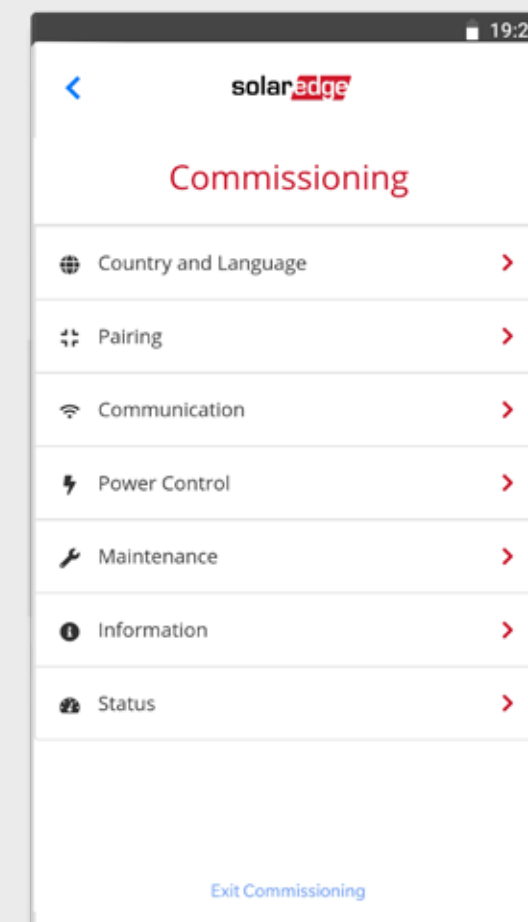 19:2
solaredge
Commissioning
Country and Language
Pairing
Communication
Power Control
Maintenance
Information
Status
Exit Commissioning